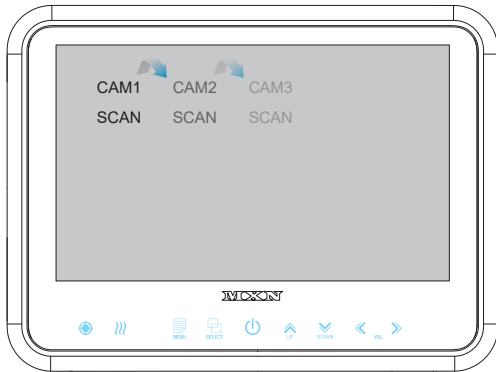 CAM1 CAM2 CAM3
SCAN SCAN SCAN
MXN
MENU SELECT UP DOWN VOL